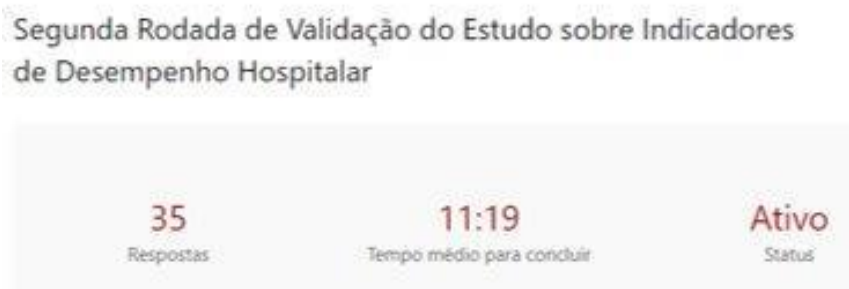 Segunda Rodada de Validação do Estudo sobre Indicadores
de Desempenho Hospitalar
35
Respostas
11:19
Tempo médio para concluir
Ativo
Status